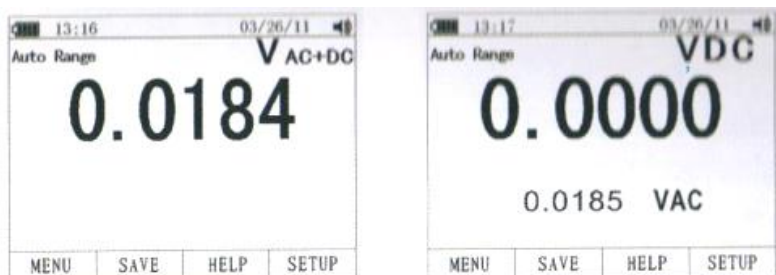 13:16 03/26/11
Auto Range V AC+DC
0.0184
MENU SAVE HELP SETUP
13:17 03/26/11
Auto Range VDC
0.0000
0.0185 VAC
MENU SAVE HELP SETUP